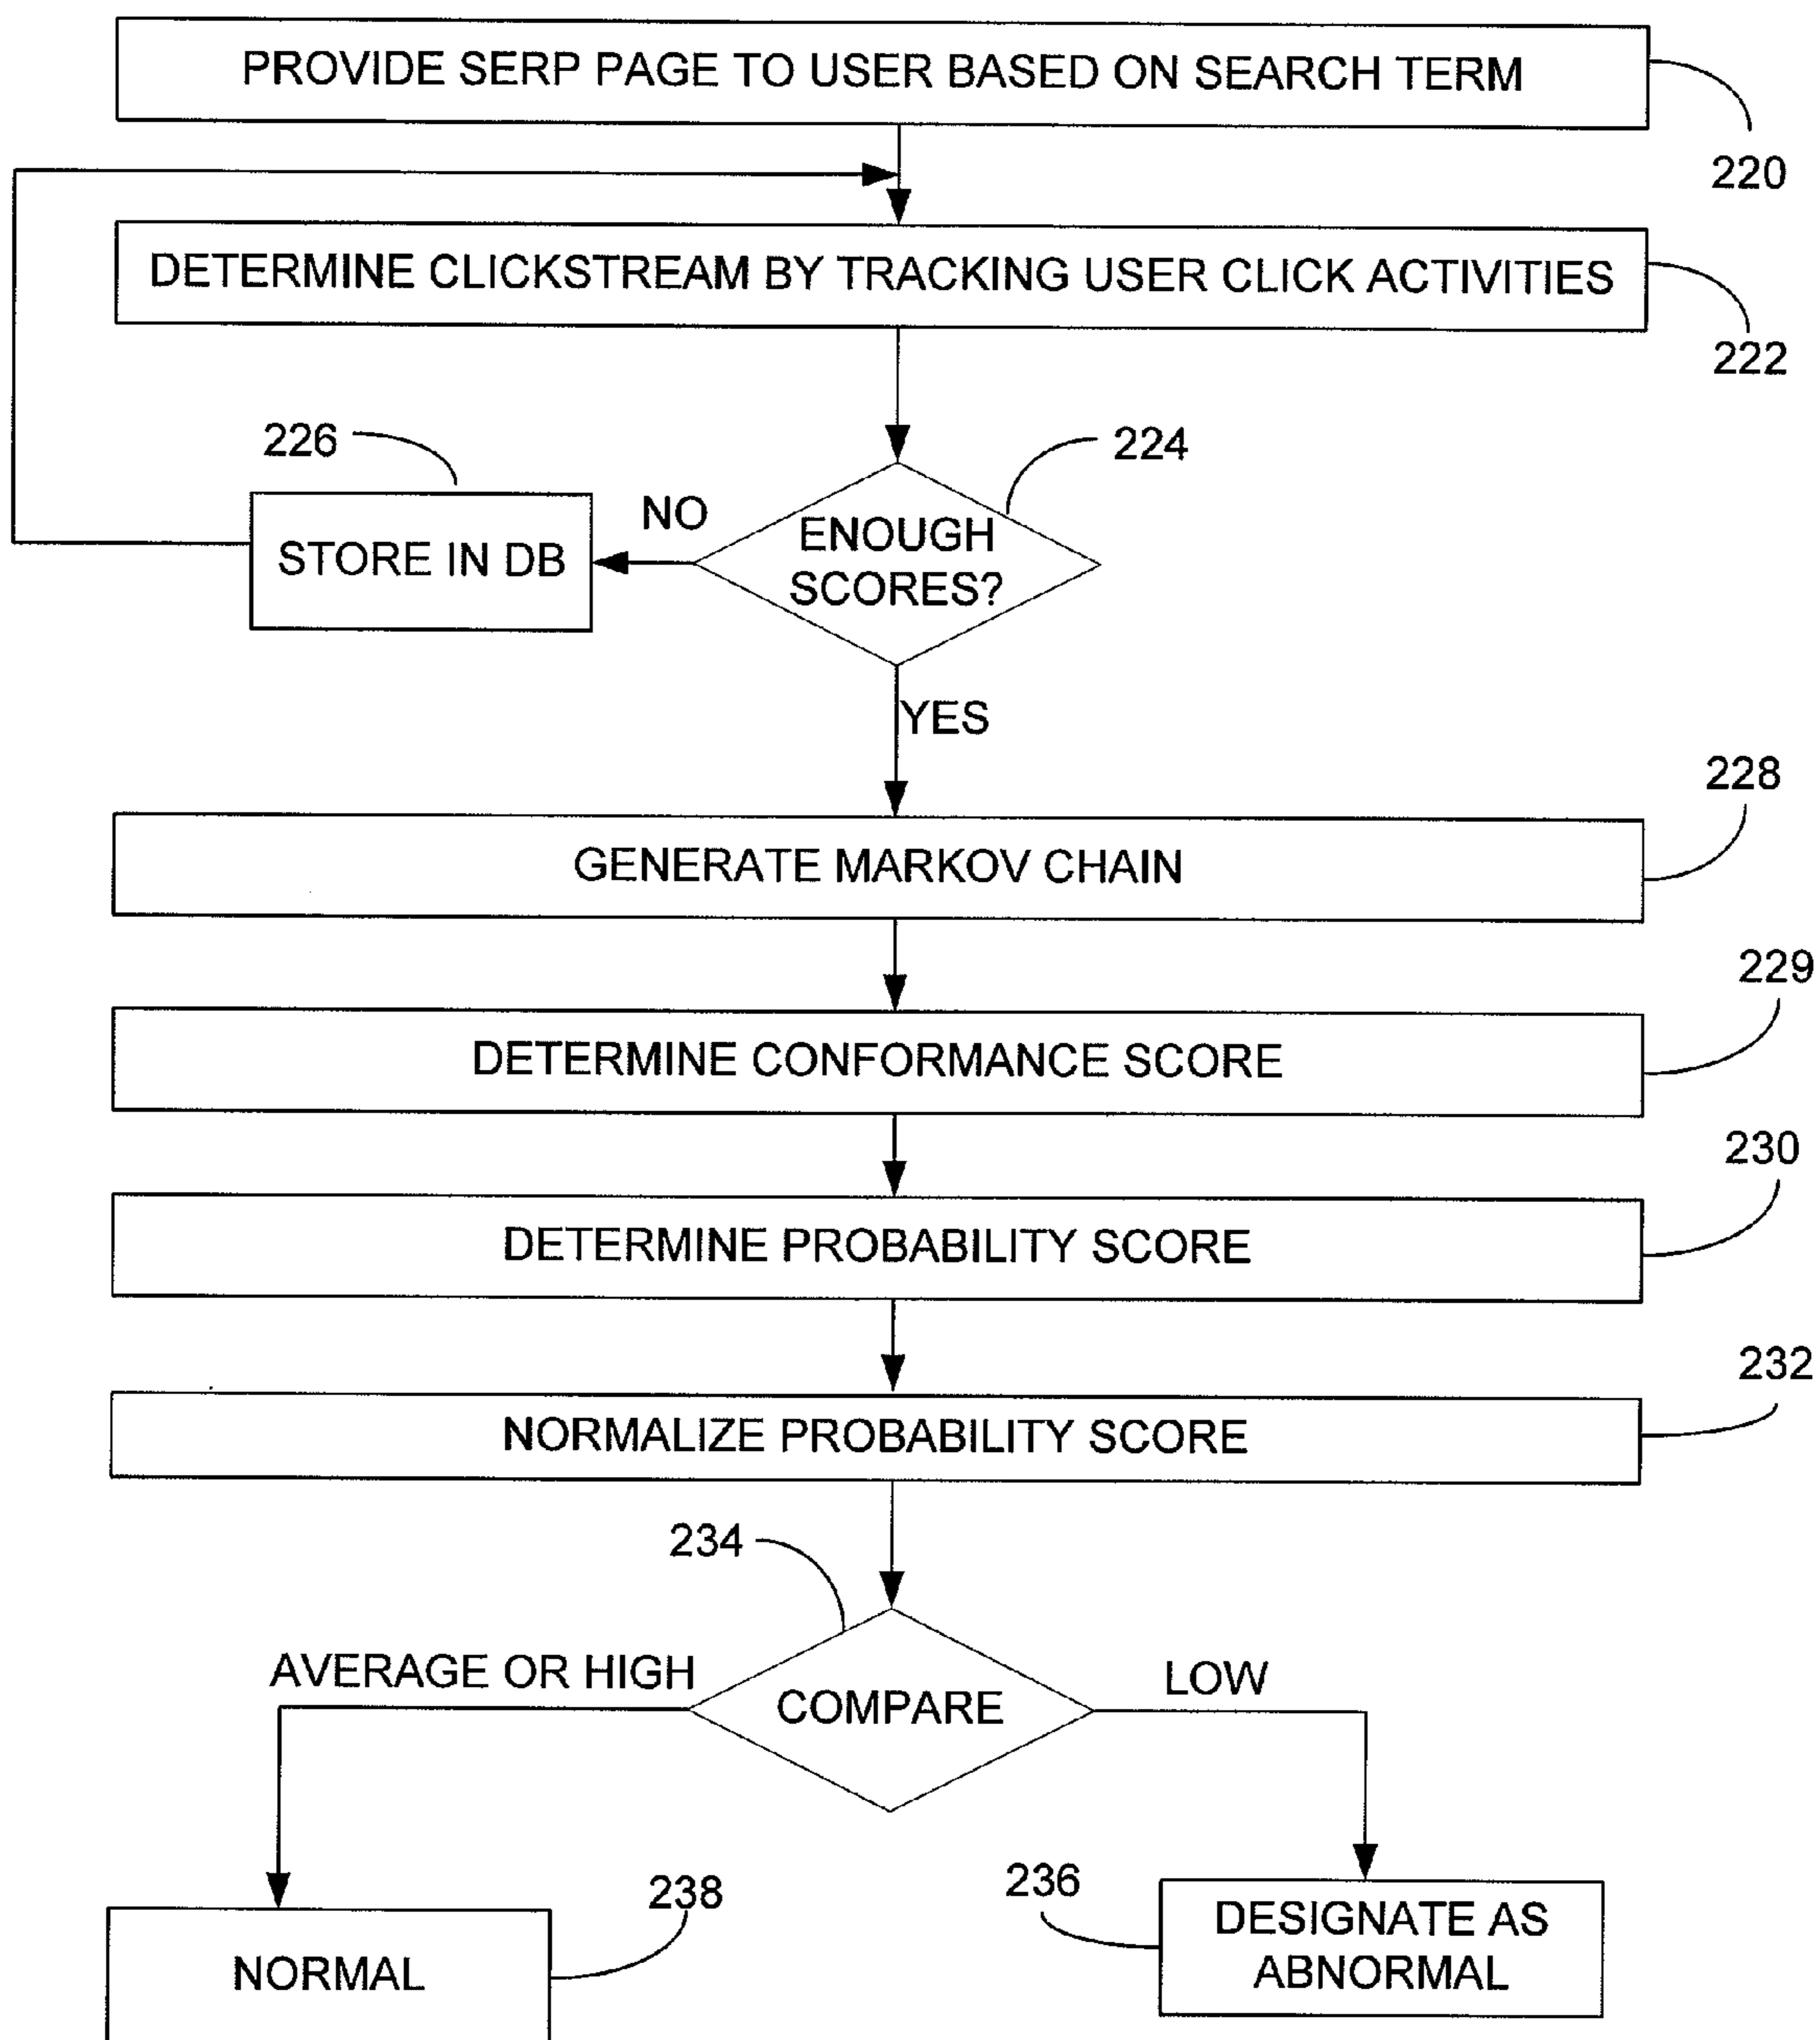 PROVIDE SERP PAGE TO USER BASED ON SEARCH TERM
220
DETERMINE CLICKSTREAM BY TRACKING USER CLICK ACTIVITIES
222
226
224
NO
ENOUGH
SCORES?
STORE IN DB
YES
228
GENERATE MARKOV CHAIN
229
DETERMINE CONFORMANCE SCORE
230
DETERMINE PROBABILITY SCORE
232
NORMALIZE PROBABILITY SCORE
234
AVERAGE OR HIGH
LOW
COMPARE
238
236
DESIGNATE AS
ABNORMAL
NORMAL